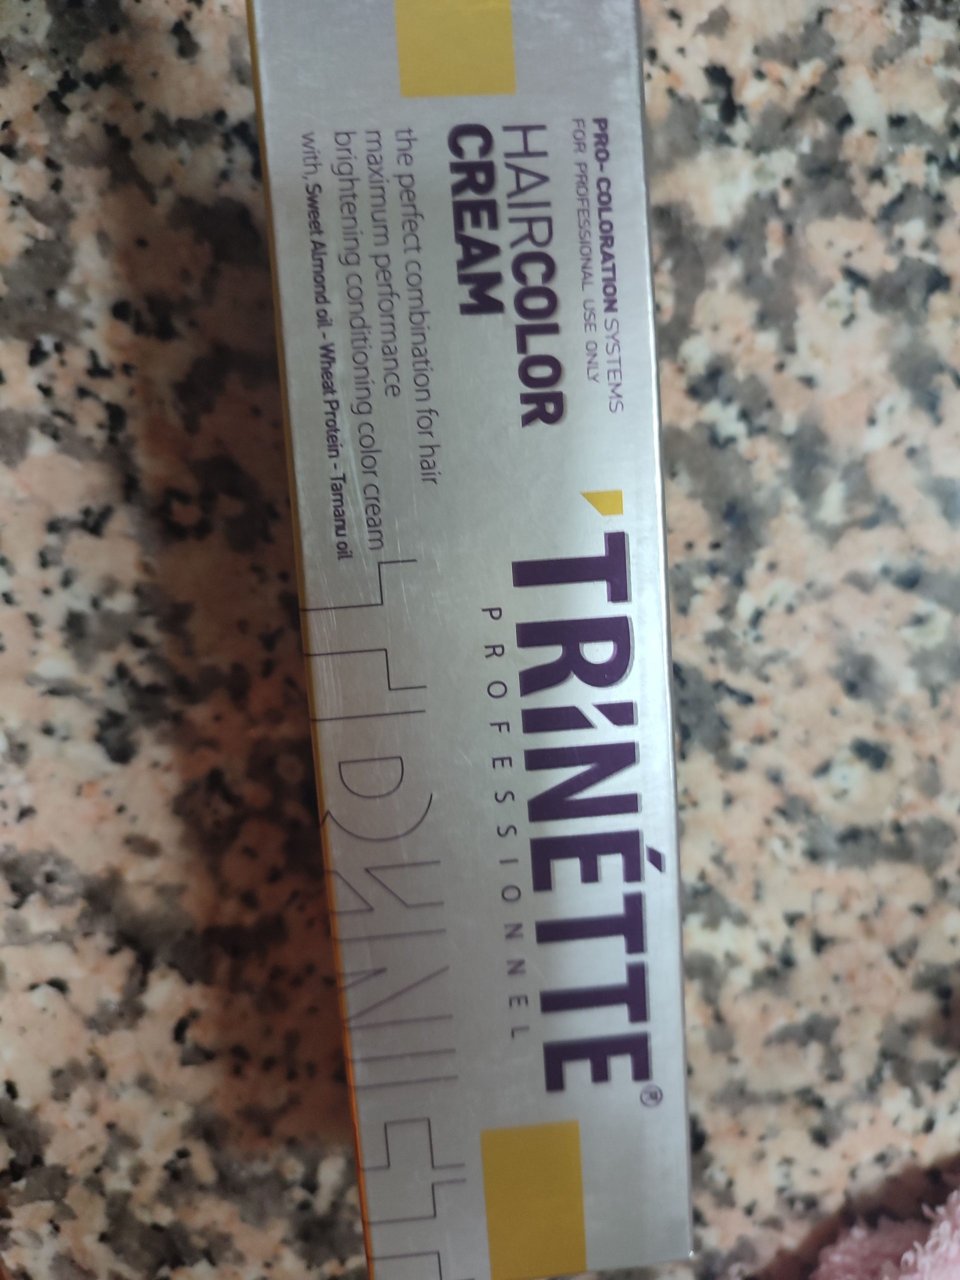 PRO- COLORATION SYSTEMS
FOR PROFESSIONAL USE ONLY
HAIRCOLOR
CREAM
the perfect combination for hair
maximum performance
brightening conditioning color cream
with, Sweet Almond oil - Wheat Protein - Tamanu oil
TRINÉTTE®
PROFESSIONNEL